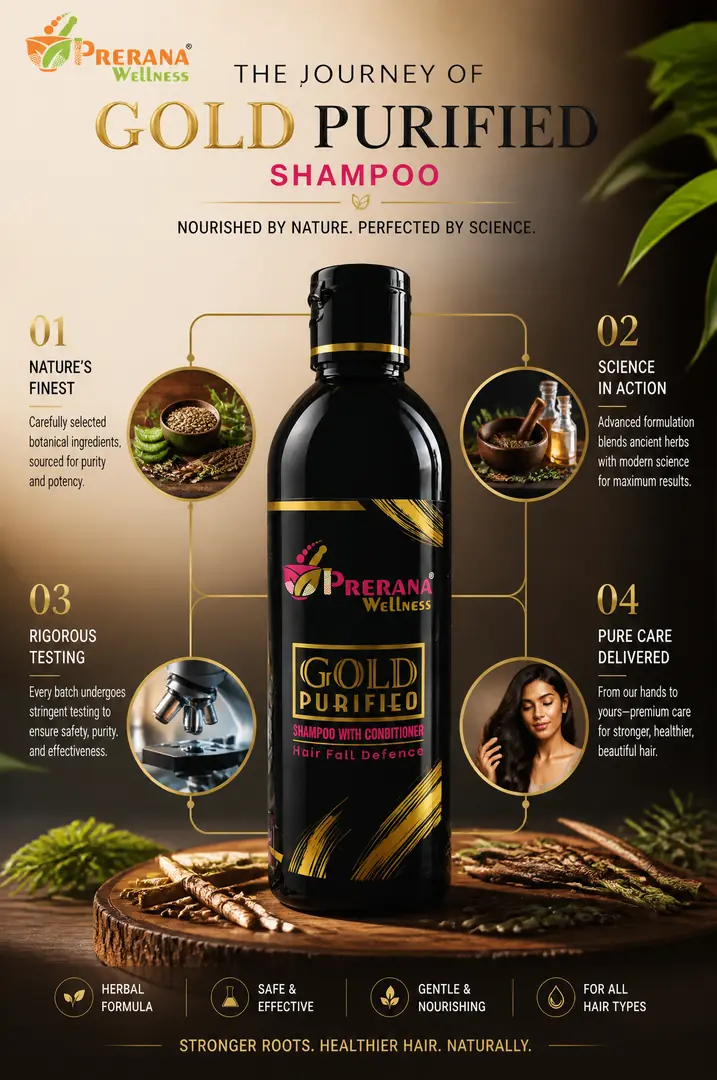 PRERANA®
Wellness
THE JOURNEY OF
GOLD PURIFIED
SHAMPOO
NOURISHED BY NATURE. PERFECTED BY SCIENCE.
01
NATURE'S
FINEST
Carefully selected
botanical ingredients,
sourced for purity
and potency.
02
SCIENCE
IN ACTION
Advanced formulation
blends ancient herbs
with modern science
for maximum results.
03
RIGOROUS
TESTING
Every batch undergoes
stringent testing to
ensure safety, purity,
and effectiveness.
04
PURE CARE
DELIVERED
From our hands to
yours—premium care
for stronger, healthier,
beautiful hair.
PRERANA®
Wellness
GOLD
PURIFIED
SHAMPOO WITH CONDITIONER
Hair Fall Defence
HERBAL
FORMULA
SAFE &
EFFECTIVE
GENTLE &
NOURISHING
FOR ALL
HAIR TYPES
STRONGER ROOTS. HEALTHIER HAIR. NATURALLY.